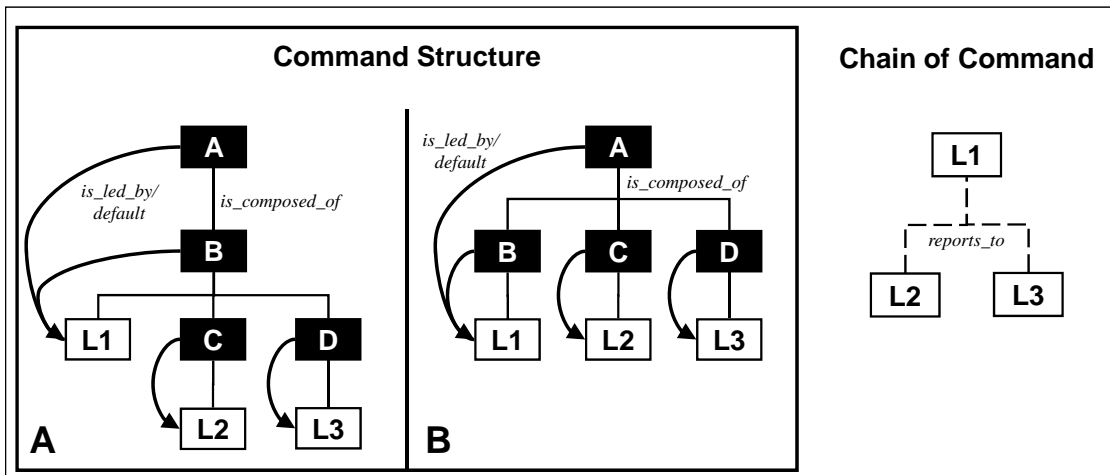 Command Structure
Chain of Command
A
is_led_by/
default
is_composed_of
B
L1
C
D
L2
L3
A
A
is_led_by/
default
is_composed_of
B
C
D
L1
L2
L3
B
L1
reports_to
L2
L3